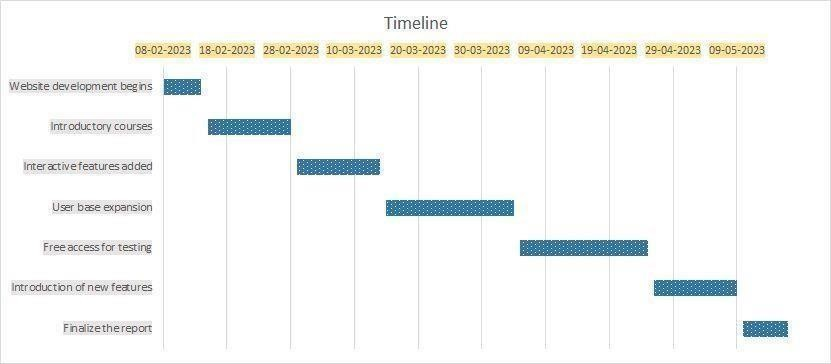 Timeline
08-02-2023 18-02-2023 28-02-2023 10-03-2023 20-03-2023 30-03-2023 09-04-2023 19-04-2023 29-04-2023 09-05-2023
Website development begins
Introductory courses
Interactive features added
User base expansion
Free access for testing
Introduction of new features
Finalize the report